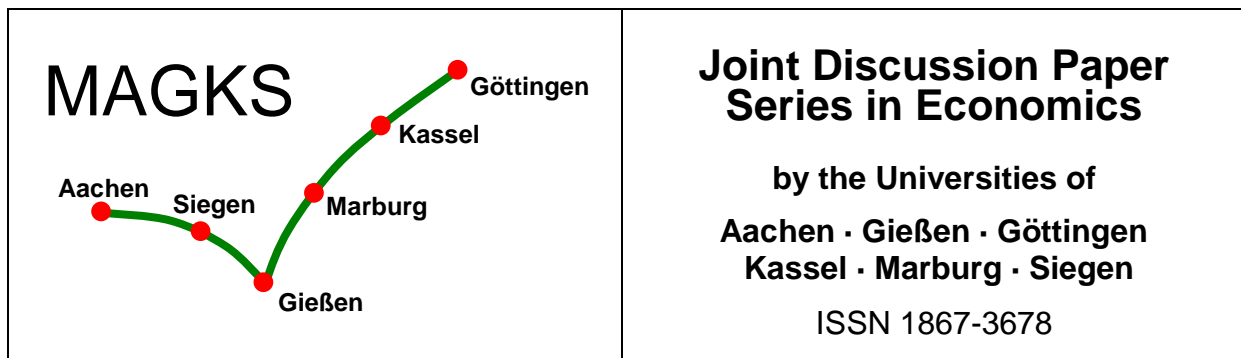 MAGKS
Göttingen
Kassel
Aachen
Siegen
Marburg
Gießen
Joint Discussion Paper
Series in Economics
by the Universities of
Aachen · Gießen · Göttingen
Kassel · Marburg · Siegen
ISSN 1867-3678